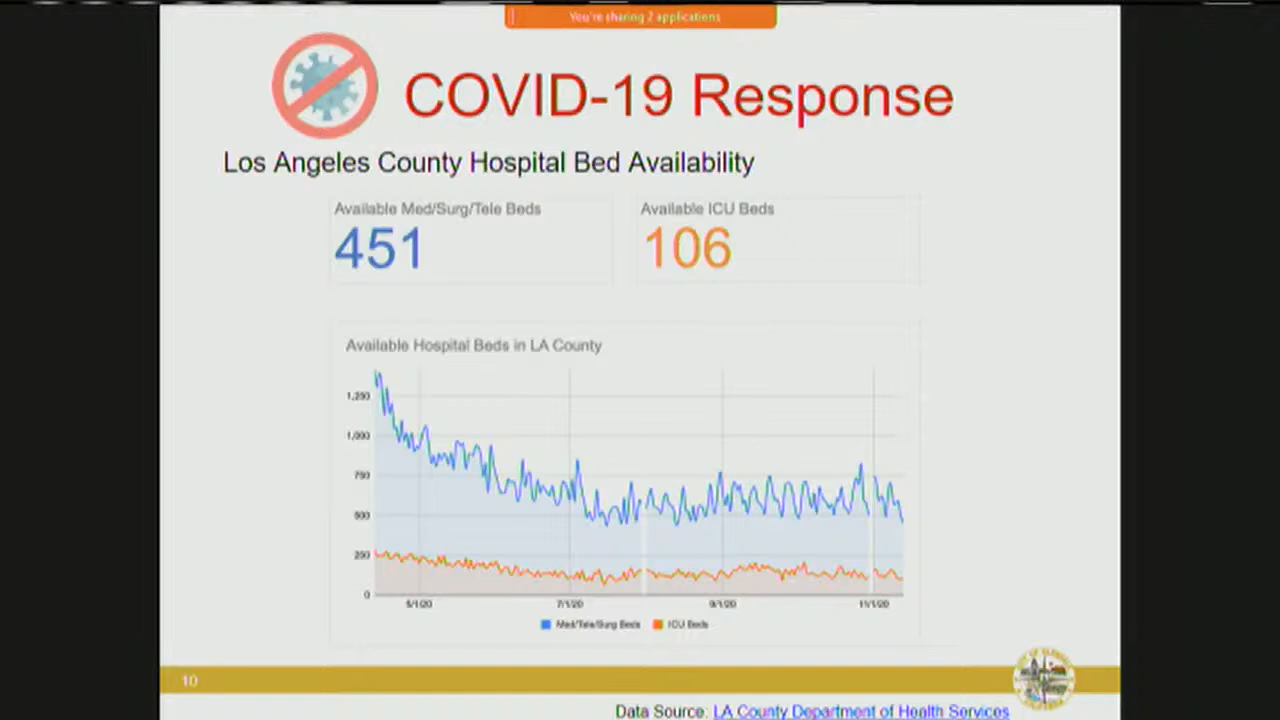 You're sharing 2 applications
COVID-19 Response
Los Angeles County Hospital Bed Availability
Available Med/Surg/Tele Beds
451
Available ICU Beds
106
Available Hospital Beds in LA County
1,250
1,000
750
500
250
0
5/1/20
7/1/20
9/1/20
11/1/20
Med/Tele/Surg Beds
ICU Beds
10
Data Source: LA County Department of Health Services